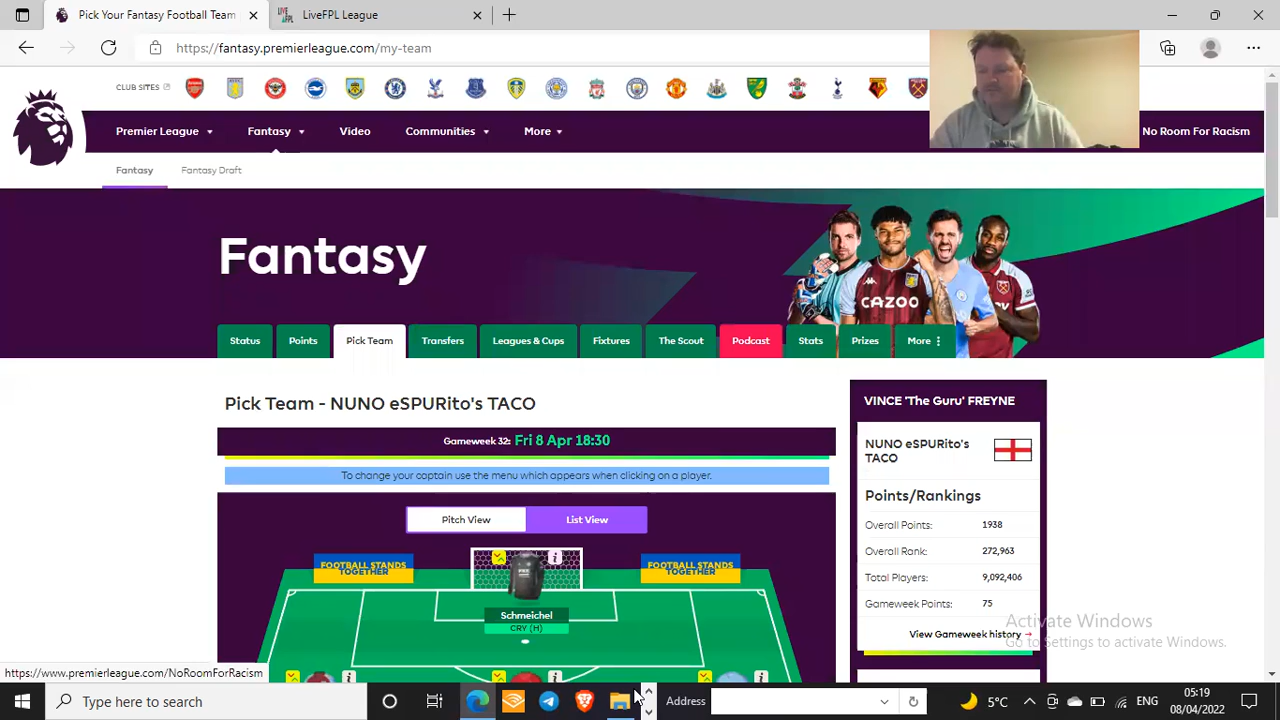 Pick Your Fantasy Football Team
LiveFPL
https://fantasy.premierleague.com/my-team
CLUB SITES
Premier League
Fantasy
Video
Communities
More
No Room For Racism
Fantasy
Fantasy Draft
Fantasy
CAZOO
Status
Points
Pick Team
Transfers
Leagues & Cups
Fixtures
The Scout
Podcast
Stats
Prizes
More
Pick Team - NUNO eSPURito's TACO
Gameweek 32: Fri 8 Apr 18:30
To change your captain use the menu which appears when clicking on a player.
Pitch View
List View
FOOTBALL STANDS
TOGETHER
FOOTBALL STANDS
TOGETHER
Schmeichel
CRY (H)
VINCE 'The Guru' FREYNE
NUNO eSPURito's
TACO
Points/Rankings
Overall Points: 1938
Overall Rank: 272,963
Total Players: 9,092,406
Gameweek Points: 75
View Gameweek history →
Activate Windows
Go to Settings to activate Windows.
https://www.premierleague.com/NoRoomForRacism
Type here to search
Address
5°C
ENG
05:19
08/04/2022